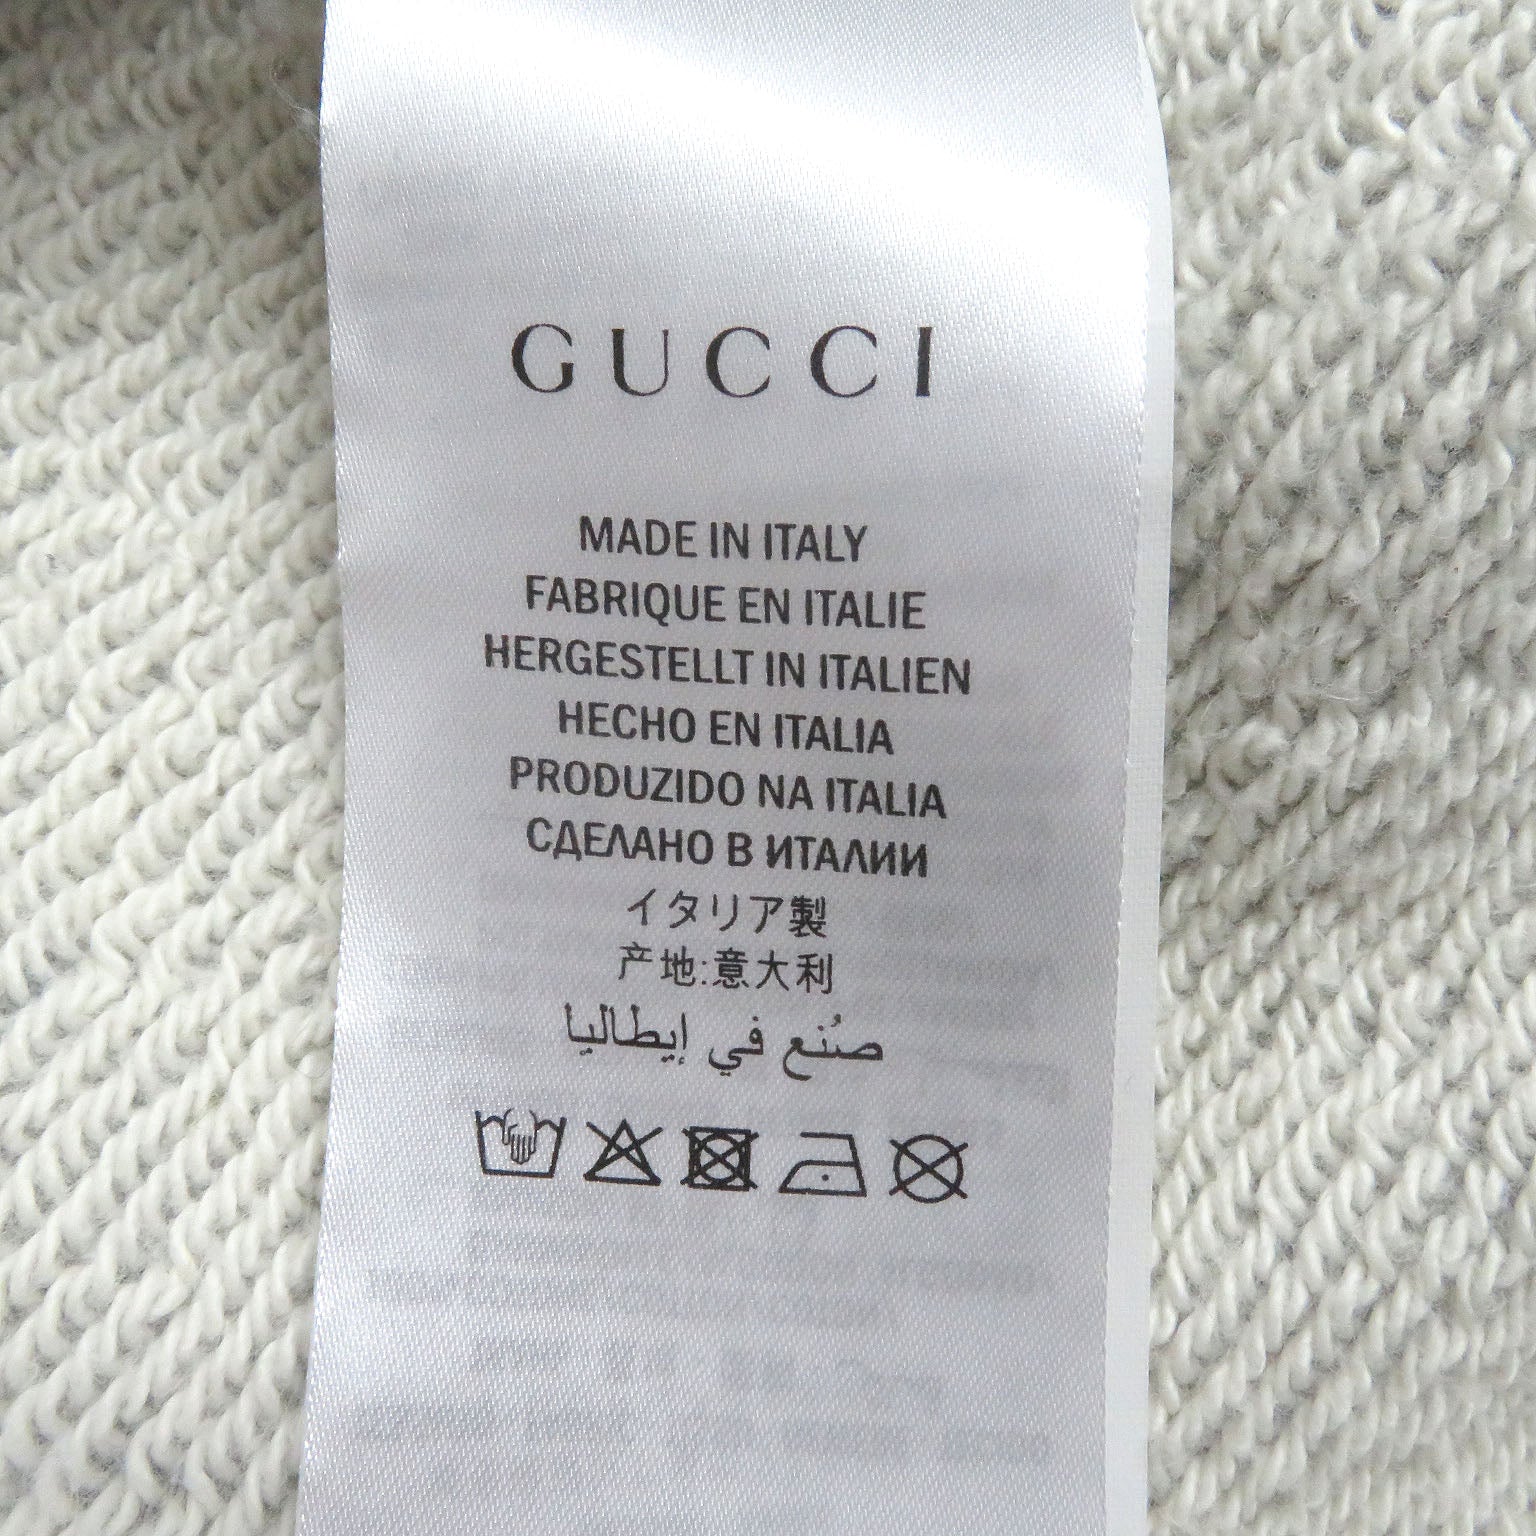 GUCCI
MADE IN ITALY
FABRIQUE EN ITALIE
HERGESTELLT IN ITALIEN
HECHO EN ITALIA
PRODUZIDO NA ITALIA
СДЕЛАНО В ИТАЛИИ
イタリア製
产地:意大利
صُنع في إيطاليا